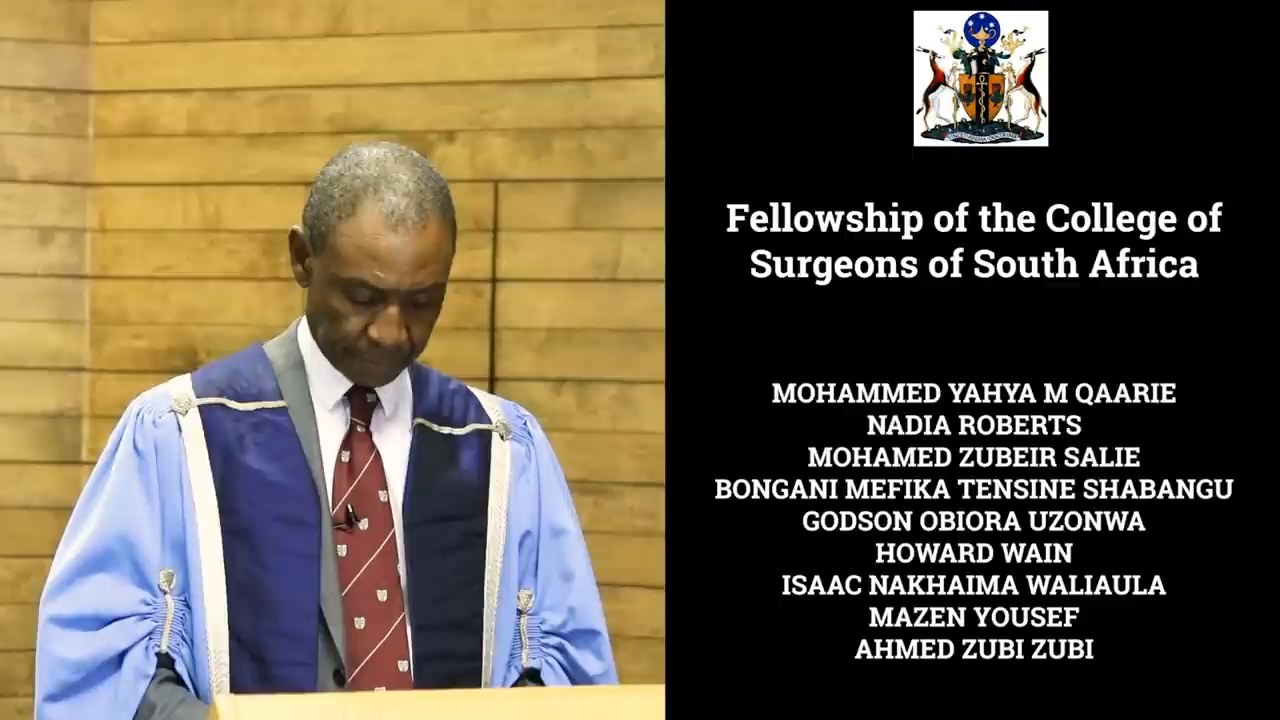 Fellowship of the College of
Surgeons of South Africa
MOHAMMED YAHYA M QAARIE
NADIA ROBERTS
MOHAMED ZUBEIR SALIE
BONGANI MEFIKA TENSINE SHABANGU
GODSON OBIORA UZONWA
HOWARD WAIN
ISAAC NAKHAIMA WALIAULA
MAZEN YOUSEF
AHMED ZUBI ZUBI